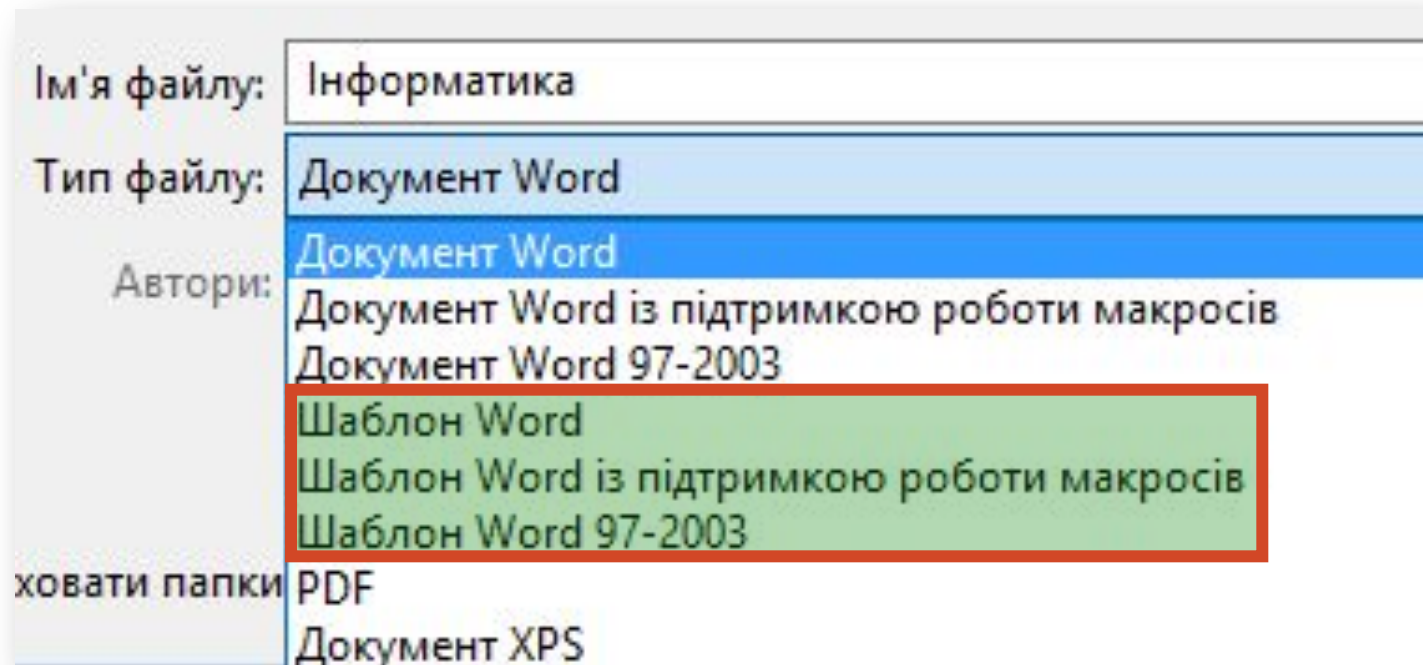 Ім'я файлу: Інформатика
Тип файлу: Документ Word
Автори: Документ Word
Документ Word із підтримкою роботи макросів
Документ Word 97-2003
Шаблон Word
Шаблон Word із підтримкою роботи макросів
Шаблон Word 97-2003
ховати папки PDF
Документ XPS